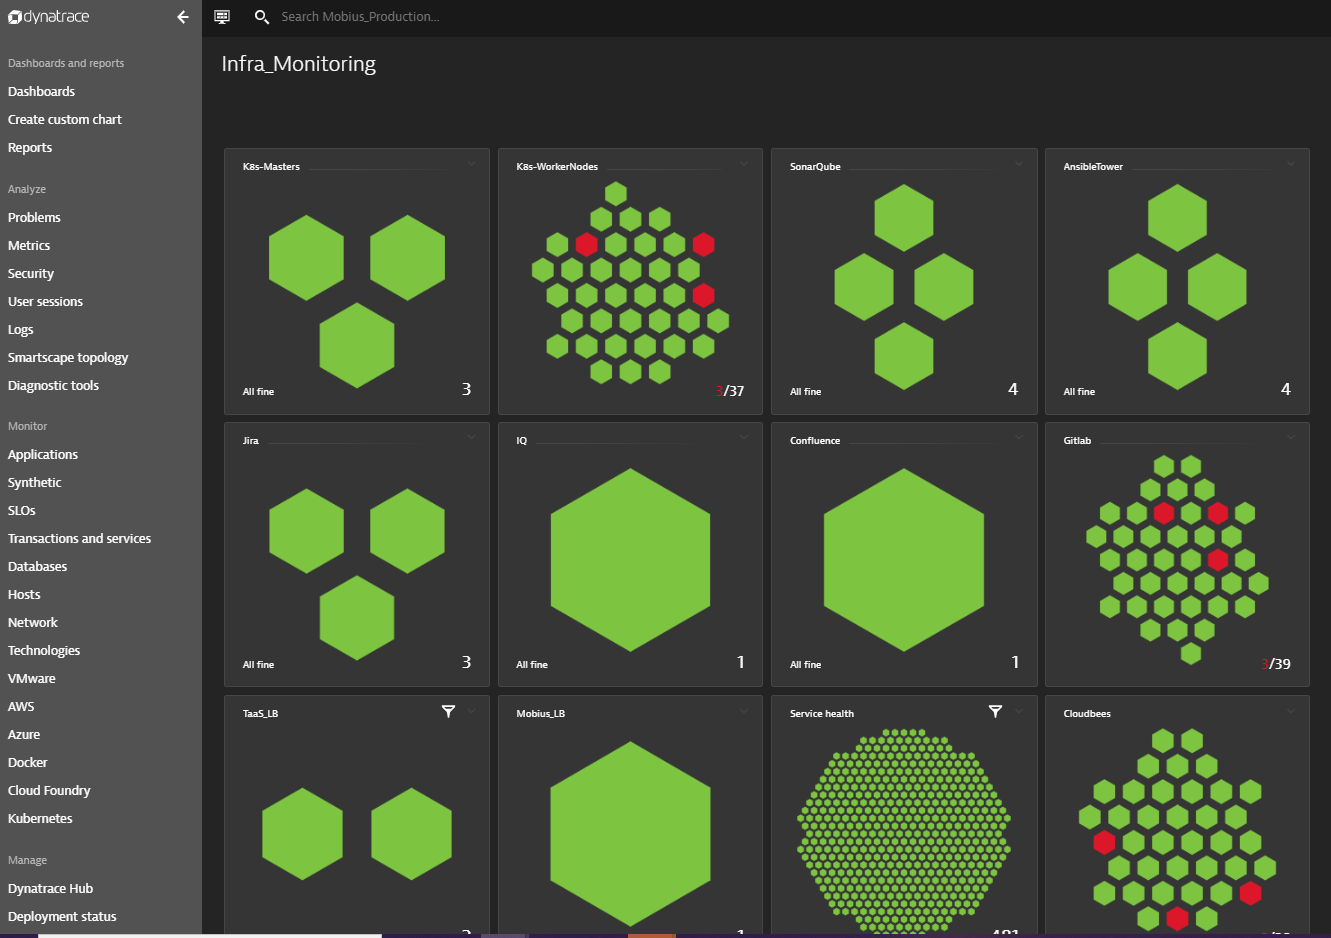 dynatrace
Search Mobius_Production...
Infra_Monitoring
Dashboards and reports
Dashboards
Create custom chart
Reports
Analyze
Problems
Metrics
Security
User sessions
Logs
Smartscape topology
Diagnostic tools
Monitor
Applications
Synthetic
SLOs
Transactions and services
Databases
Hosts
Network
Technologies
VMware
AWS
Azure
Docker
Cloud Foundry
Kubernetes
Manage
Dynatrace Hub
Deployment status
K8s-Masters
All fine
3
K8s-WorkerNodes
3/37
SonarQube
All fine
4
AnsibleTower
All fine
4
Jira
All fine
3
IQ
All fine
1
Confluence
All fine
1
Gitlab
3/39
TaaS_LB
Mobius_LB
Service health
Cloudbees